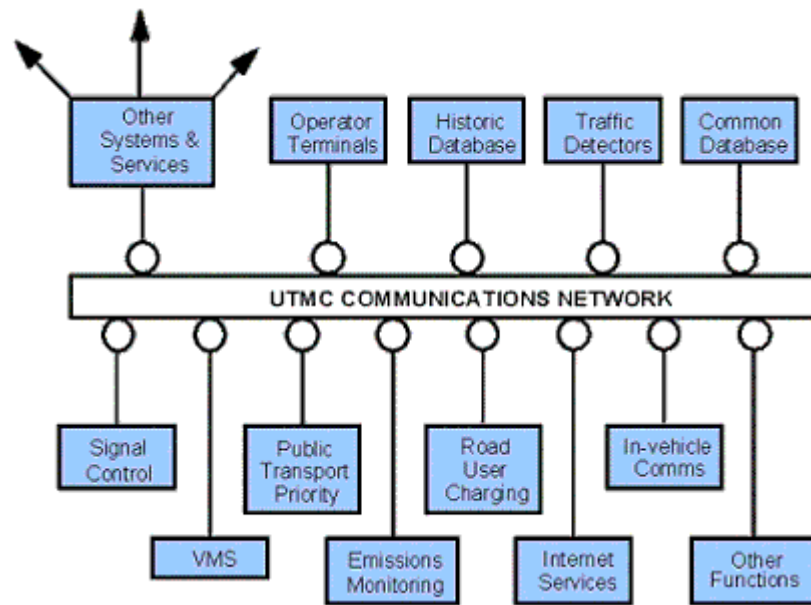 Other
Systems &
Services
Operator
Terminals
Historic
Database
Traffic
Detectors
Common
Database
UTMC COMMUNICATIONS NETWORK
Signal
Control
Public
Transport
Priority
Road
User
Charging
In-vehicle
Comms
VMS
Emissions
Monitoring
Internet
Services
Other
Functions